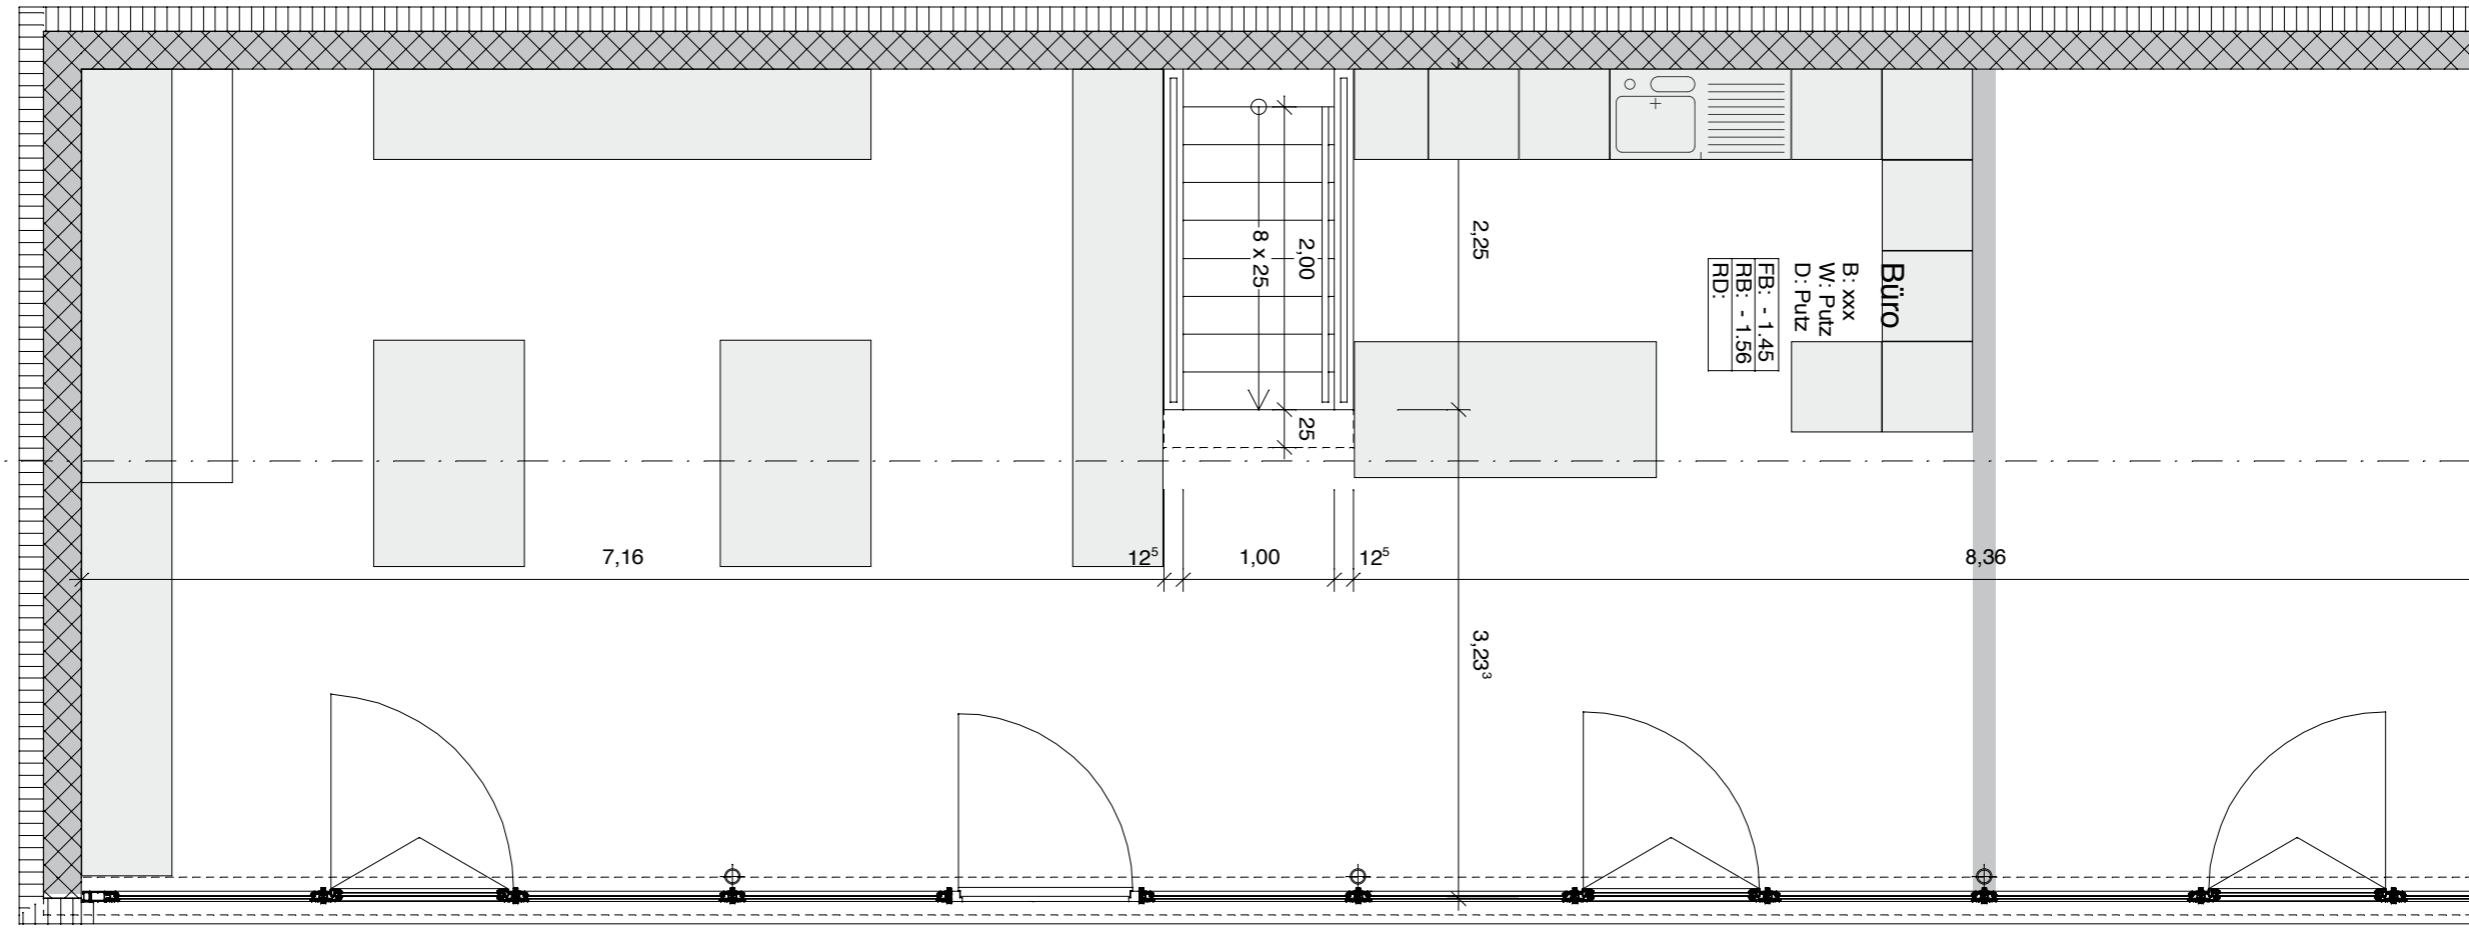 2,00
8 x 25
25
2,25
Büro
B: xxx
W: Putz
D: Putz
FB: - 1.45
RB: - 1.56
RD:
7,16
12⁵
1,00
12⁵
8,36
3,23³